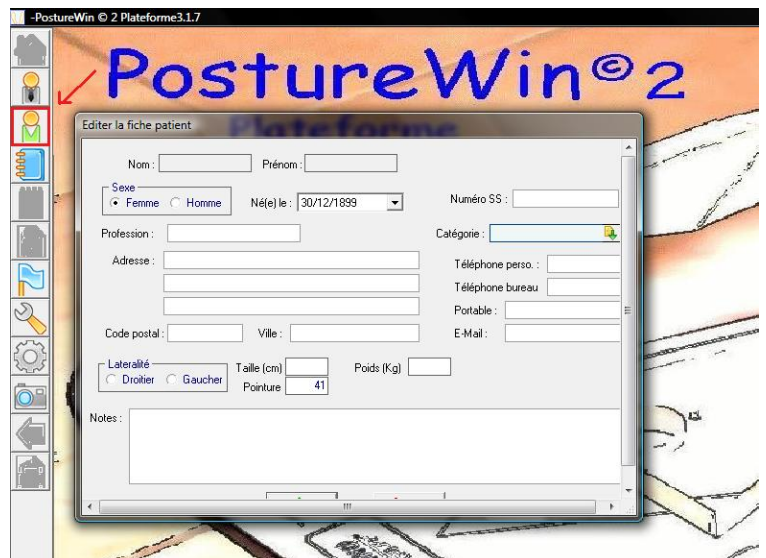 -PostureWin © 2 Plateforme3.1.7
PostureWin©2
Plateforme
Editer la fiche patient
Nom : Prénom :
Sexe
Femme Homme Né(e) le : 30/12/1899 Numéro SS :
Profession : Catégorie :
Adresse : Téléphone perso. :
Téléphone bureau
Portable :
Code postal : Ville : E-Mail :
Lateralité
Droitier Gaucher Taille (cm) Poids (Kg)
Pointure 41
Notes :